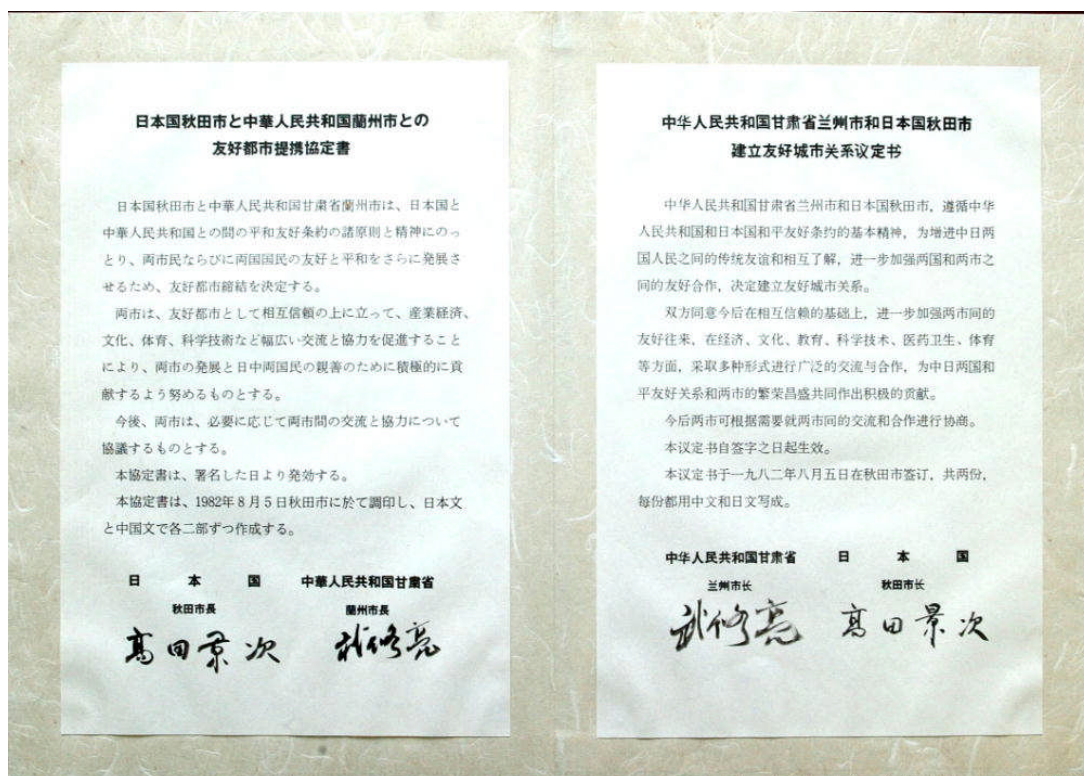 日本国秋田市と中華人民共和国蘭州市との
友好都市提携協定書
日本国秋田市と中華人民共和国甘粛省蘭州市は、日本国と
中華人民共和国との間の平和友好条約の諸原則と精神にのっ
とり、両市民ならびに両国国民の友好と平和をさらに発展さ
せるため、友好都市締結を決定する。
両市は、友好都市として相互信頼の上に立って、産業経済、
文化、体育、科学技術など幅広い交流と協力を促進すること
により、両市の発展と日中両国民の親善のために積極的に貢
献するよう努めるものとする。
今後、両市は、必要に応じて両市間の交流と協力について
協議するものとする。
本協定書は、署名した日より発効する。
本協定書は、1982年8月5日秋田市に於て調印し、日本文
と中国文で各二部ずつ作成する。
日 本 国 中華人民共和国甘粛省
秋田市長 蘭州市長
高田景次 武修亮
中华人民共和国甘肃省兰州市和日本国秋田市
建立友好城市关系议定书
中华人民共和国甘肃省兰州市和日本国秋田市，遵循中华
人民共和国和日本国和平友好条约的基本精神，为增进中日两
国人民之间的传统友谊和相互了解，进一步加强两国和两市之
间的友好合作，决定建立友好城市关系。
双方同意今后在相互信赖的基础上，进一步加强两市间的
友好往来，在经济、文化、教育、科学技术、医药卫生、体育
等方面，采取多种形式进行广泛的交流与合作，为中日两国和
平友好关系和两市的繁荣昌盛共同作出积极的贡献。
今后两市可根据需要就两市间的交流和合作进行协商。
本议定书自签字之日起生效。
本议定书于一九八二年八月五日在秋田市签订，共两份，
每份都用中文和日文写成。
中华人民共和国甘肃省 日 本 国
兰州市长 秋田市长
武修亮 高田景次